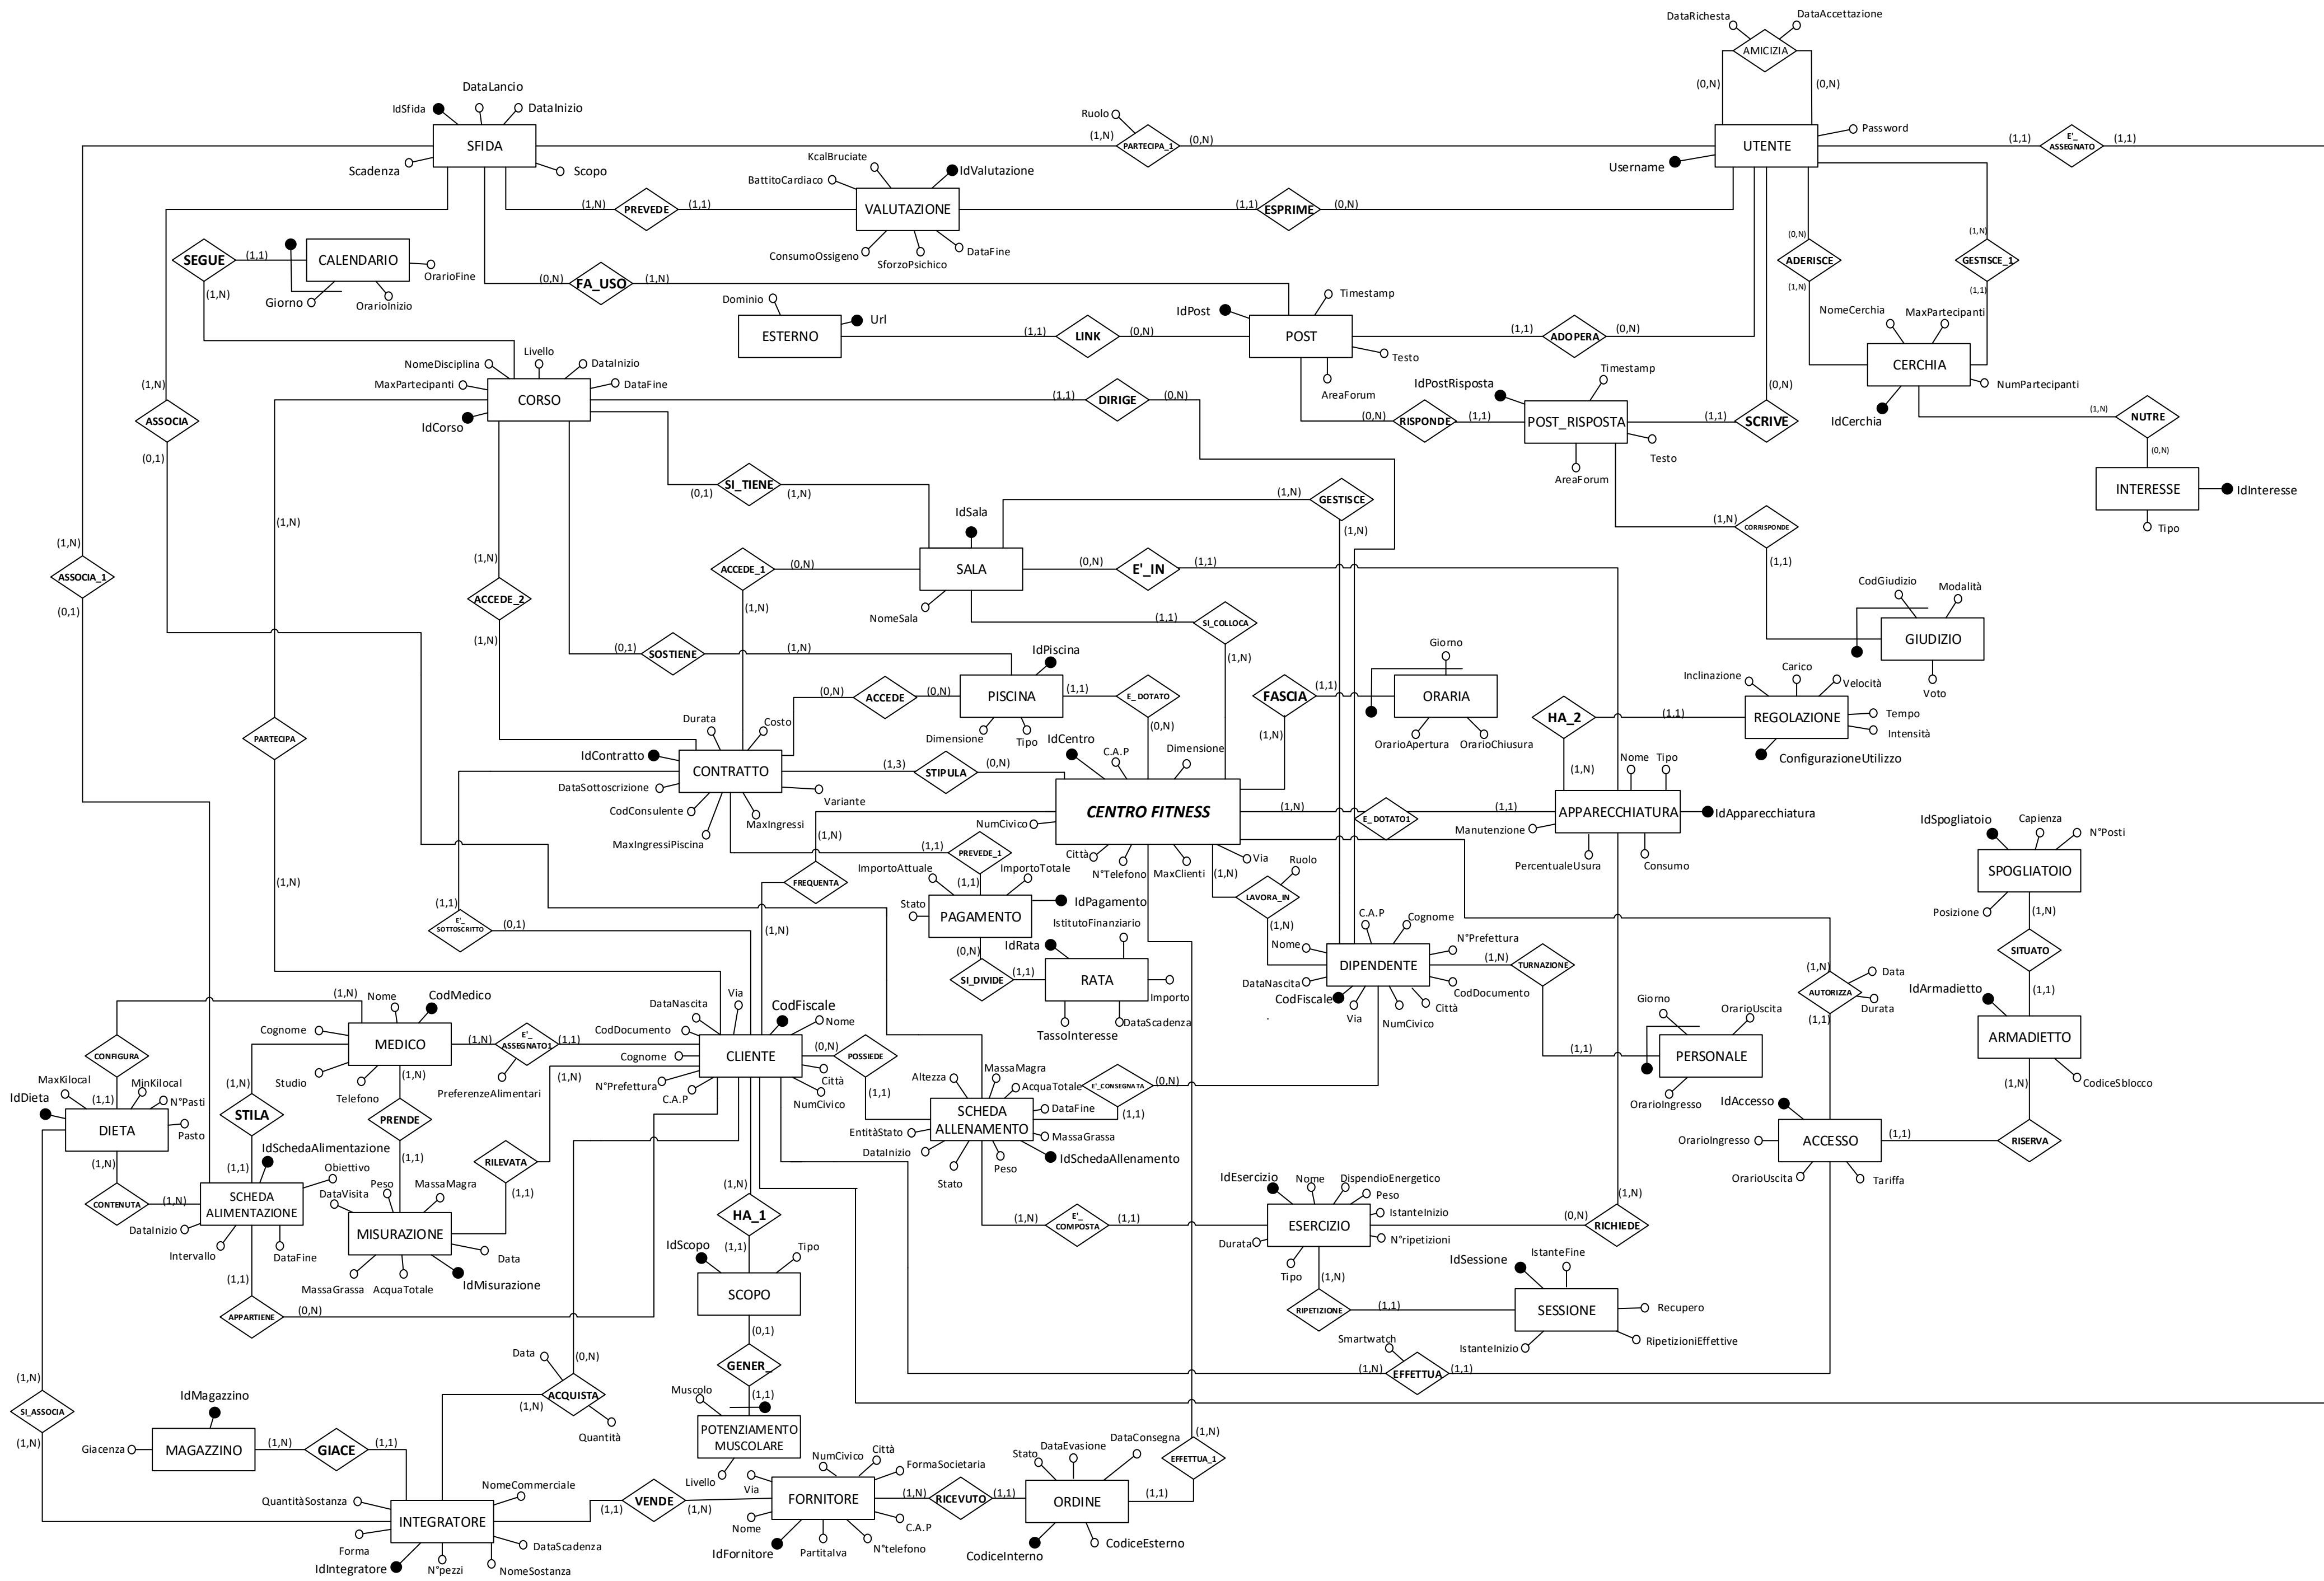 DataRichesta
DataAccettazione
AMICIZIA
(0,N)
(0,N)
DataLancio
IdSfida
DataInizio
SFIDA
Scadenza
Scopo
Ruolo
(1,N)
PARTECIPA_1
(0,N)
UTENTE
Password
Username
(1,1)
E'_
ASSEGNATO
(1,1)
KcalBruciate
BattitoCardiaco
IdValutazione
(1,N)
PREVEDE
(1,1)
VALUTAZIONE
(1,1)
ESPRIME
(0,N)
ConsumoOssigeno
SforzoPsichico
DataFine
(0,N)
ADERISCE
(1,N)
(1,N)
GESTISCE_1
(1,1)
SEGUE
(1,1)
CALENDARIO
OrarioFine
(1,N)
Giorno
OrarioInizio
(0,N)
FA_USO
(1,N)
Dominio
Url
ESTERNO
(1,1)
LINK
(0,N)
IdPost
Timestamp
POST
Testo
AreaForum
(1,1)
ADOPERA
(0,N)
NomeCerchia
MaxPartecipanti
CERCHIA
NumPartecipanti
IdCerchia
NomeDisciplina
Livello
DataInizio
MaxPartecipanti
DataFine
CORSO
IdCorso
(1,N)
ASSOCIA
(0,1)
(1,1)
DIRIGE
(0,N)
(0,N)
RISPONDE
(1,1)
IdPostRisposta
Timestamp
POST_RISPOSTA
Testo
AreaForum
(1,1)
SCRIVE
(0,N)
(1,N)
NUTRE
(0,N)
INTERESSE
IdInteresse
Tipo
(0,1)
SI_TIENE
(1,N)
(1,N)
GESTISCE
(1,N)
(1,N)
CORRISPONDE
(1,1)
(1,N)
(1,N)
ASSOCIA_1
(0,1)
(1,N)
ACCEDE_2
(1,N)
ACCEDE_1
(0,N)
(1,N)
IdSala
SALA
NomeSala
(0,N)
E'_IN
(1,1)
(1,1)
SI_COLLOCA
(1,N)
CodGiudizio
Modalità
GIUDIZIO
Voto
(0,1)
SOSTIENE
(1,N)
IdPiscina
(0,N)
ACCEDE
(0,N)
PISCINA
(1,1)
E_DOTATO
(0,N)
Dimensione
Tipo
Giorno
FASCIA
(1,1)
ORARIA
(1,N)
OrarioApertura
OrarioChiusura
Inclinazione
Carico
Velocità
HA_2
(1,1)
REGOLAZIONE
Tempo
Intensità
ConfigurazioneUtilizzo
(1,N)
PARTECIPA
(1,N)
Durata
Costo
IdContratto
CONTRATTO
DataSottoscrizione
CodConsulente
MaxIngressiPiscina
MaxIngressi
Variante
(1,3)
STIPULA
(0,N)
IdCentro
C.A.P
Dimensione
CENTRO FITNESS
NumCivico
Città
N°Telefono
MaxClienti
Via
(1,N)
E_DOTATO1
(1,1)
Nome
Tipo
APPARECCHIATURA
IdApparecchiatura
Manutenzione
PercentualeUsura
Consumo
(1,N)
FREQUENTA
(1,N)
(1,1)
PREVEDE_1
(1,1)
ImportoAttuale
ImportoTotale
Stato
PAGAMENTO
IdPagamento
(0,N)
SI_DIVIDE
(1,1)
IdRata
IstitutoFinanziario
RATA
Importo
TassoInteresse
DataScadenza
(1,N)
Ruolo
LAVORA_IN
(1,N)
C.A.P
Cognome
Nome
N°Prefettura
DIPENDENTE
DataNascita
CodDocumento
CodFiscale
Via
NumCivico
Città
(1,N)
TURNAZIONE
(1,1)
Giorno
OrarioUscita
PERSONALE
OrarioIngresso
IdSpogliatoio
Capienza
N°Posti
SPOGLIATOIO
Posizione
(1,N)
SITUATO
(1,1)
IdArmadietto
ARMADIETTO
CodiceSblocco
(1,N)
RISERVA
(1,1)
(1,N)
Data
AUTORIZZA
Durata
(1,1)
IdAccesso
ACCESSO
OrarioIngresso
OrarioUscita
Tariffa
(1,1)
E'_
SOTTOSCRITTO
(0,1)
(1,N)
CONFIGURA
(1,1)
Nome
CodMedico
Cognome
MEDICO
Studio
Telefono
(1,N)
E'_
ASSEGNATO1
(1,1)
PreferenzeAlimentari
DataNascita
Via
CodFiscale
CodDocumento
Nome
Cognome
CLIENTE
N°Prefettura
C.A.P
Città
NumCivico
(0,N)
POSSIEDE
(1,1)
Altezza
MassaMagra
AcquaTotale
SCHEDA
ALLENAMENTO
DataFine
EntitàStato
MassaGrassa
DataInizio
IdSchedaAllenamento
Stato
Peso
E'_CONSEGNATA
(0,N)
(1,1)
MaxKilocal
MinKilocal
IdDieta
N°Pasti
DIETA
Pasto
(1,N)
CONTENUTA
(1,N)
(1,N)
STILA
(1,1)
(1,N)
PRENDE
(1,1)
(1,N)
RILEVATA
(1,1)
IdSchedaAlimentazione
Obiettivo
SCHEDA
ALIMENTAZIONE
DataInizio
Intervallo
DataFine
DataVisita
Peso
MassaMagra
MISURAZIONE
Data
MassaGrassa
AcquaTotale
IdMisurazione
(1,1)
APPARTIENE
(0,N)
(1,N)
HA_1
(1,1)
IdScopo
Tipo
SCOPO
(0,1)
GENER_
(1,1)
Muscolo
POTENZIAMENTO
MUSCOLARE
Livello
(1,N)
E'_
COMPOSTA
(1,1)
IdEsercizio
Nome
DispendioEnergetico
Peso
ESERCIZIO
IstanteInizio
N°ripetizioni
Durata
Tipo
(0,N)
RICHIEDE
(1,N)
(1,N)
RIPETIZIONE
(1,1)
IdSessione
IstanteFine
SESSIONE
Recupero
RipetizioniEffettive
IstanteInizio
Smartwatch
(1,N)
EFFETTUA
(1,1)
(1,N)
SI_ASSOCIA
(1,N)
IdMagazzino
Giacenza
MAGAZZINO
(1,N)
GIACE
(1,1)
Data
(0,N)
ACQUISTA
(1,N)
Quantità
NomeCommerciale
QuantitàSostanza
INTEGRATORE
Forma
IdIntegratore
N°pezzi
NomeSostanza
DataScadenza
(1,1)
VENDE
(1,N)
NumCivico
Città
FormaSocietaria
Via
FORNITORE
Nome
C.A.P
IdFornitore
PartitaIva
N°telefono
(1,N)
RICEVUTO
(1,1)
Stato
DataEvasione
DataConsegna
ORDINE
CodiceInterno
CodiceEsterno
(1,N)
EFFETTUA_1
(1,1)